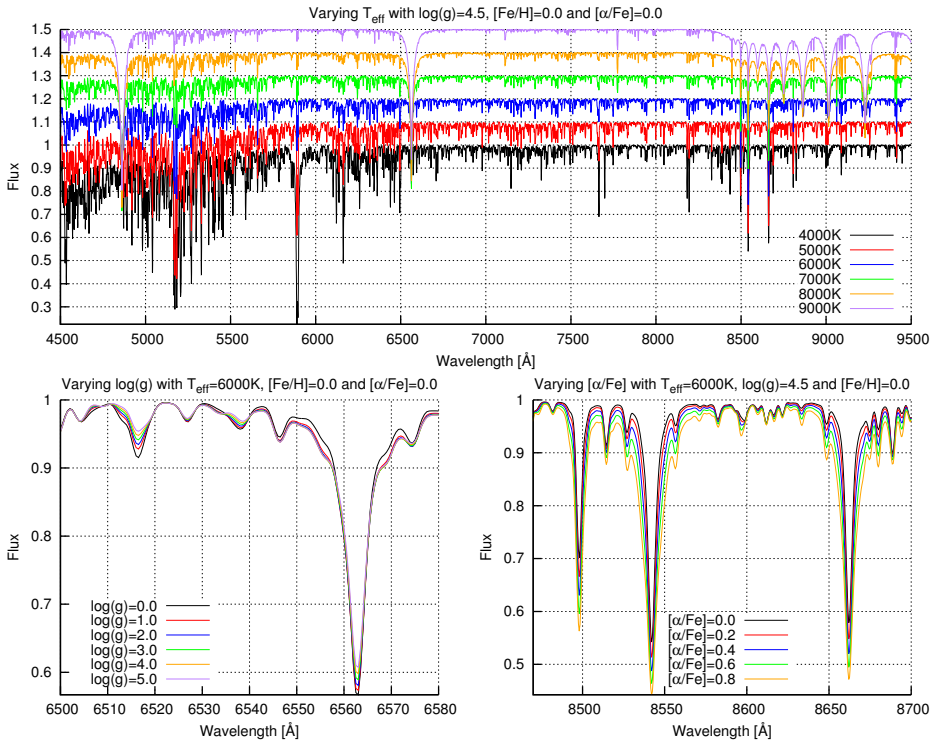 Varying T_eff with log(g)=4.5, [Fe/H]=0.0 and [α/Fe]=0.0
1.5
1.4
1.3
1.2
1.1
1
0.9
0.8
0.7
0.6
0.5
0.4
0.3
Flux
4000K
5000K
6000K
7000K
8000K
9000K
4500 5000 5500 6000 6500 7000 7500 8000 8500 9000 9500
Wavelength [Å]
Varying log(g) with T_eff=6000K, [Fe/H]=0.0 and [α/Fe]=0.0
1
0.9
0.8
0.7
0.6
Flux
log(g)=0.0
log(g)=1.0
log(g)=2.0
log(g)=3.0
log(g)=4.0
log(g)=5.0
6500 6510 6520 6530 6540 6550 6560 6570 6580
Wavelength [Å]
Varying [α/Fe] with T_eff=6000K, log(g)=4.5 and [Fe/H]=0.0
1
0.9
0.8
0.7
0.6
0.5
Flux
[α/Fe]=0.0
[α/Fe]=0.2
[α/Fe]=0.4
[α/Fe]=0.6
[α/Fe]=0.8
8500 8550 8600 8650 8700
Wavelength [Å]